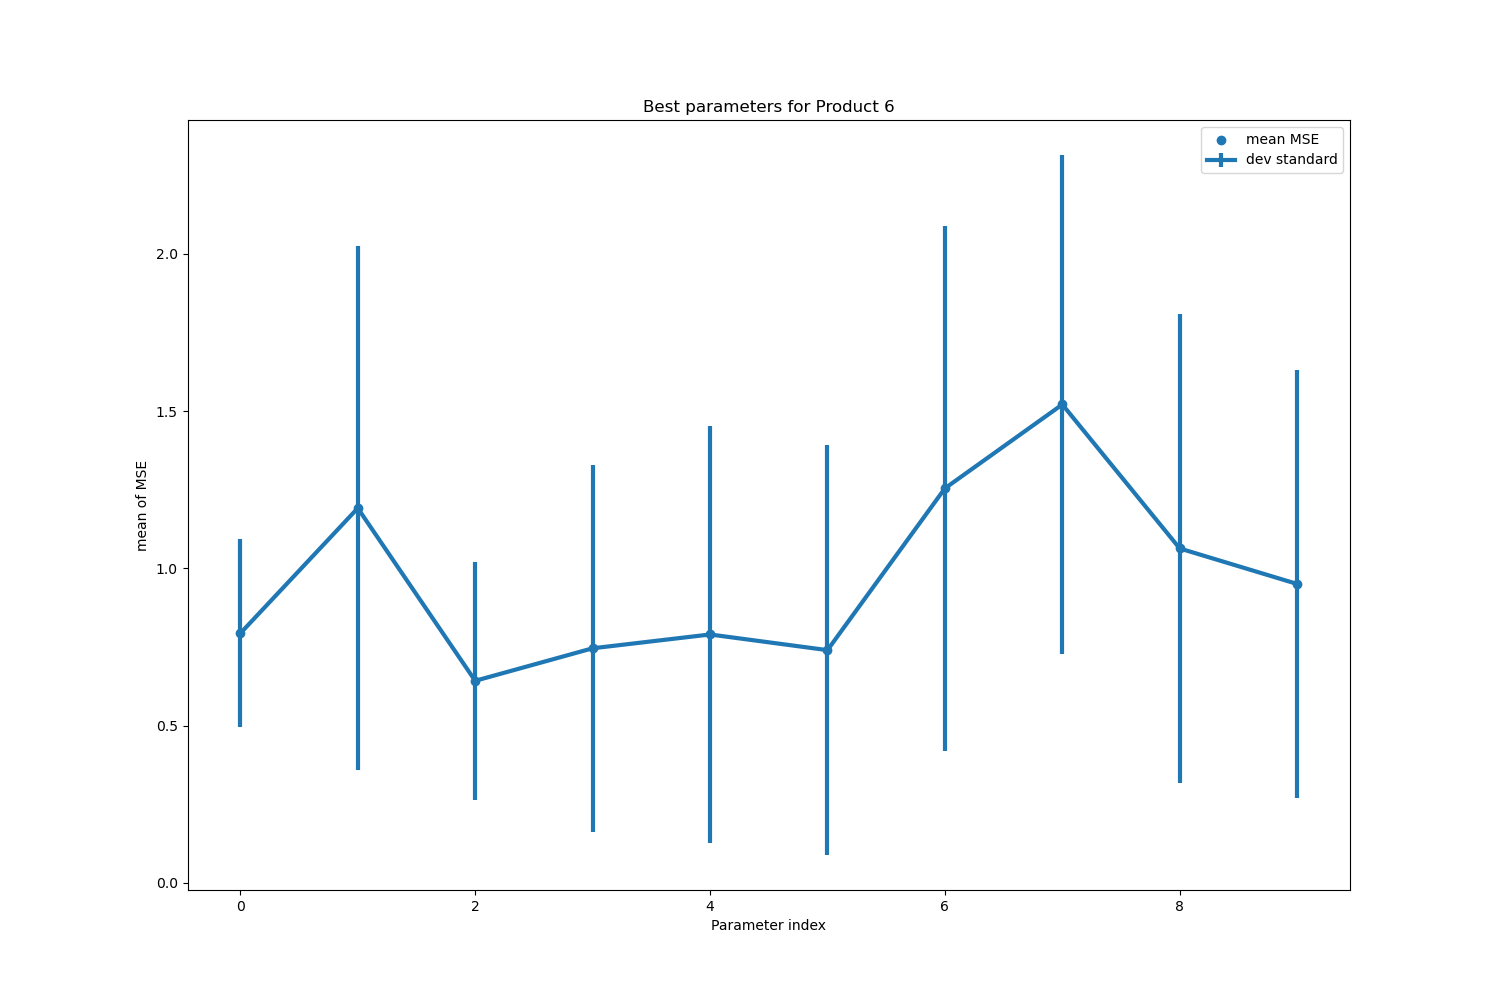 Best parameters for Product 6
mean MSE
dev standard
2.0
1.5
1.0
0.5
0.0
mean of MSE
0 2 4 6 8
Parameter index